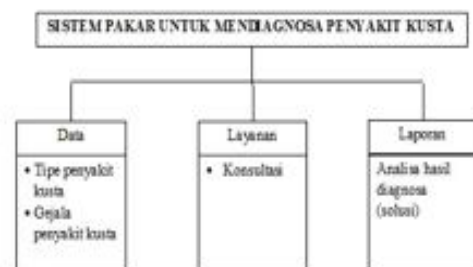 SISTEM PAKAR UNTUK MENDIAGNOSA PENYAKIT KUSTA
Data
• Tipe penyakit
kusta
• Gejala
penyakit kusta
Layanan
• Konsultasi
Laporan
Analisa hasil
diagnosa
(solusi)